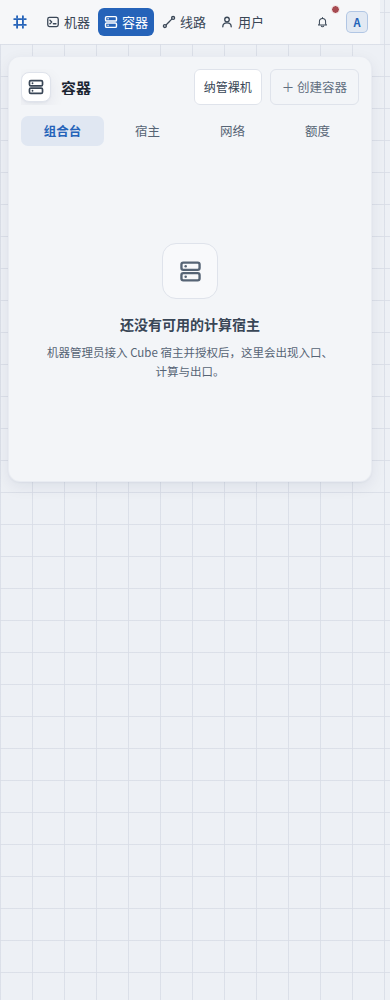 机器 容器 线路 用户 A
容器 纳管裸机 创建容器
组合台 宿主 网络 额度
还没有可用的计算宿主
机器管理员接入 Cube 宿主并授权后，这里会出现入口、
计算与出口。